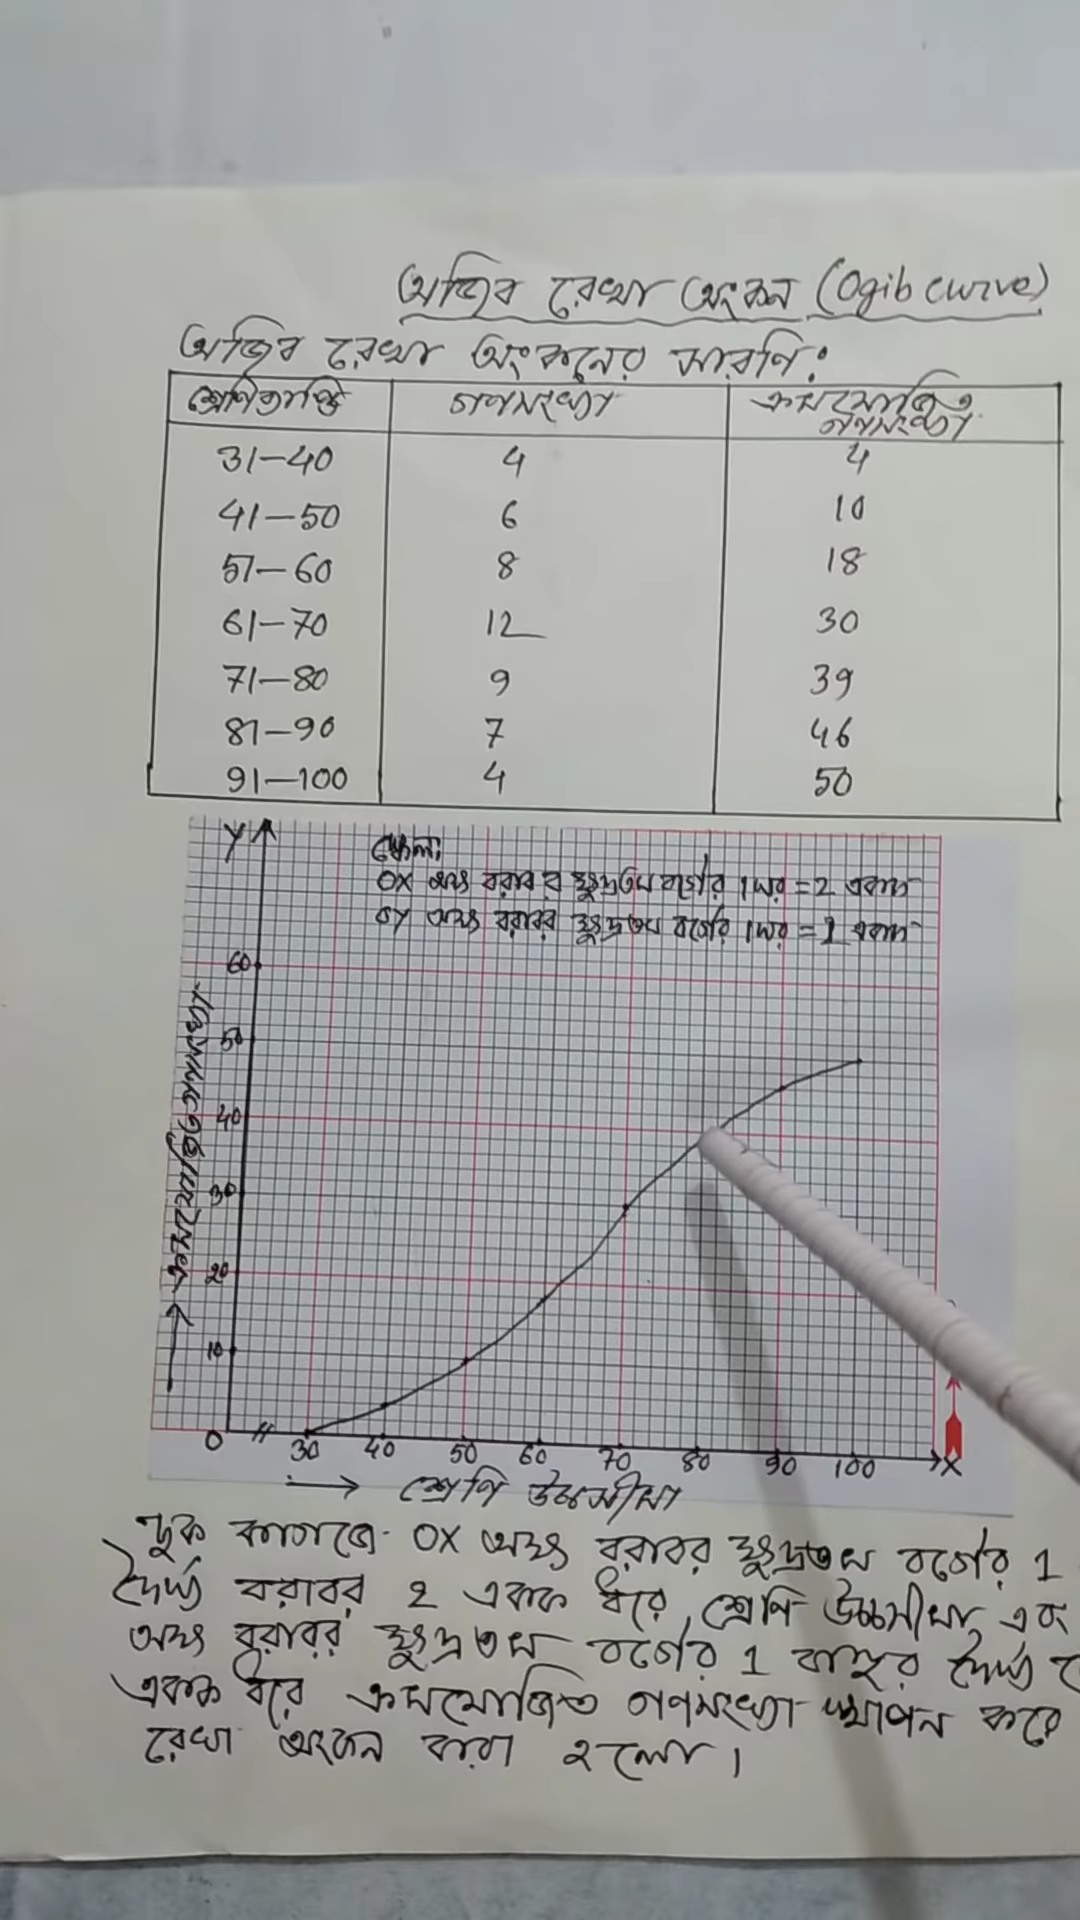 অজিব রেখা অংকন (Ogib curve)
অজিব রেখা অংকনের সারণি:
শ্রেণিব্যাপ্তি গণসংখ্যা ক্রমযোজিত গণসংখ্যা
31-40 4 4
41-50 6 10
51-60 8 18
61-70 12 30
71-80 9 39
81-90 7 46
91-100 4 50
Y
স্কেল:
OX অক্ষ বরাবর ক্ষুদ্রতম বর্গের 1 ঘর = 2 একক
OY অক্ষ বরাবর ক্ষুদ্রতম বর্গের 1 ঘর = 1 একক
60
50
40
30
20
10
ক্রমযোজিত গণসংখ্যা
0 30 40 50 60 70 80 90 100 X
শ্রেণি উচ্চসীমা
ছক কাগজে OX অক্ষ বরাবর ক্ষুদ্রতম বর্গের 1
দৈর্ঘ্য বরাবর 2 একক ধরে শ্রেণি উচ্চসীমা এবং
অক্ষ বরাবর ক্ষুদ্রতম বর্গের 1 বাহুর দৈর্ঘ্য
একক ধরে ক্রমযোজিত গণসংখ্যা স্থাপন করে
রেখা অংকন করা হলো।